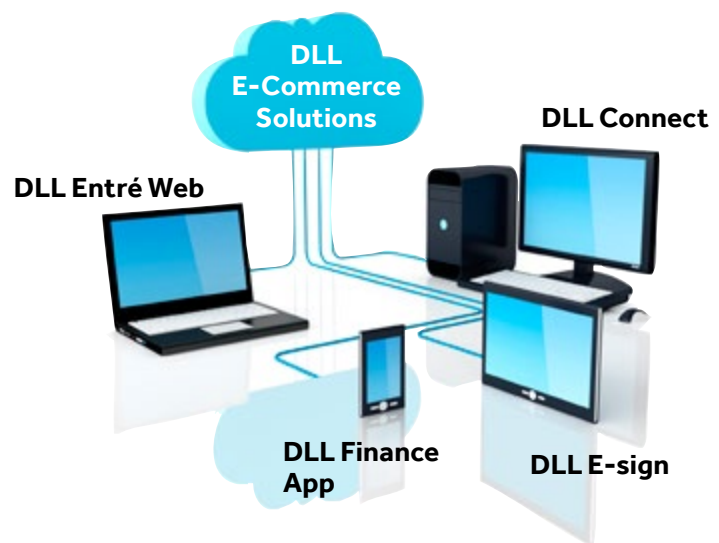 DLL
E-Commerce
Solutions
DLL Connect
DLL Entré Web
DLL Finance
App
DLL E-sign